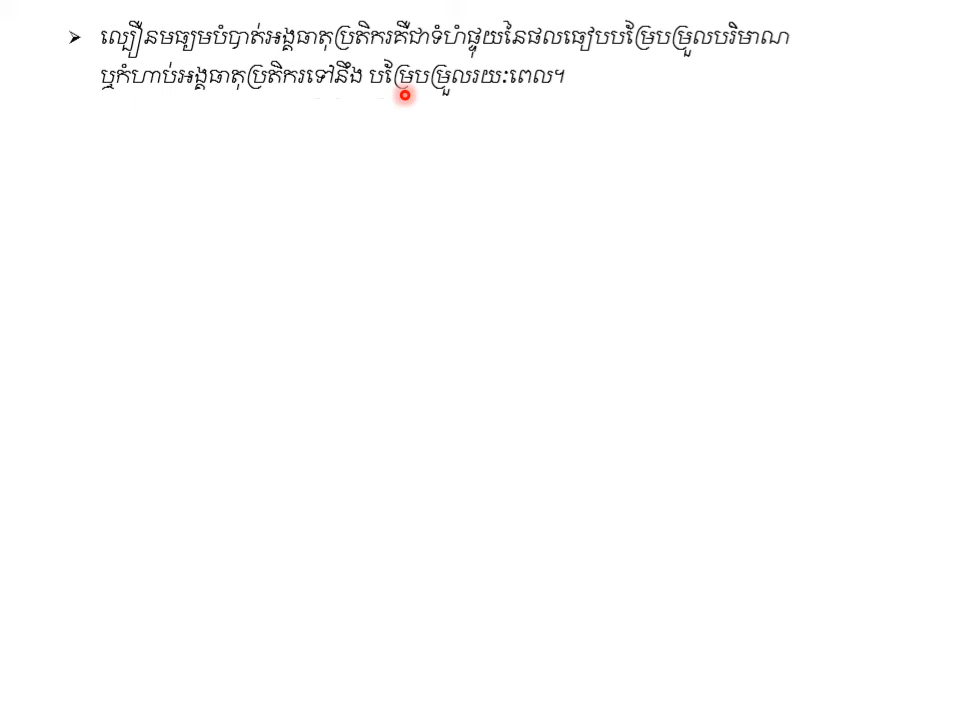 ➢ ល្បឿនមធ្យមបំបាត់អង្គធាតុប្រតិករគឺជាទំហំផ្ទុយនៃផលធៀបបម្រែបម្រួលបរិមាណ
ឬកំហាប់អង្គធាតុប្រតិករទៅនឹង បម្រែបម្រួលរយៈពេល។